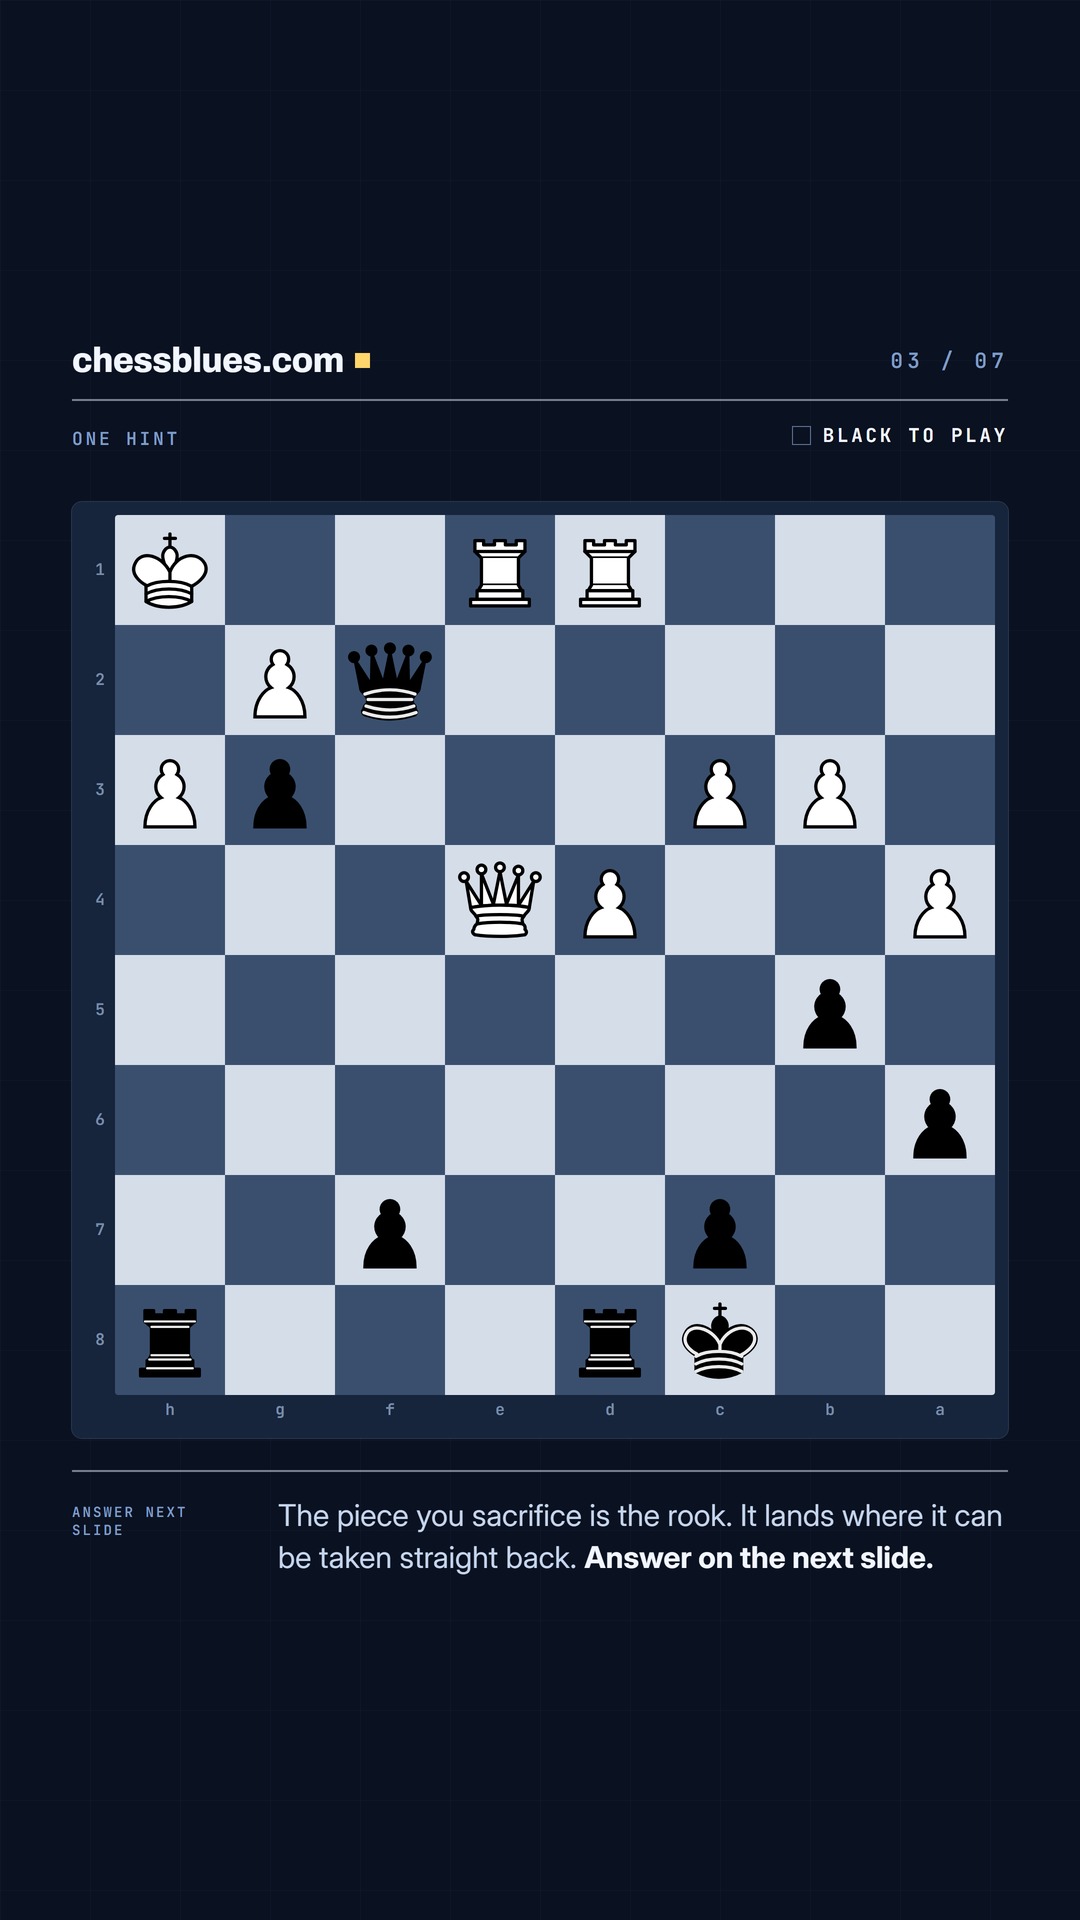 chessblues.com
03 / 07
ONE HINT
BLACK TO PLAY
1
2
3
4
5
6
7
8
h g f e d c b a
ANSWER NEXT
SLIDE
The piece you sacrifice is the rook. It lands where it can
be taken straight back. Answer on the next slide.